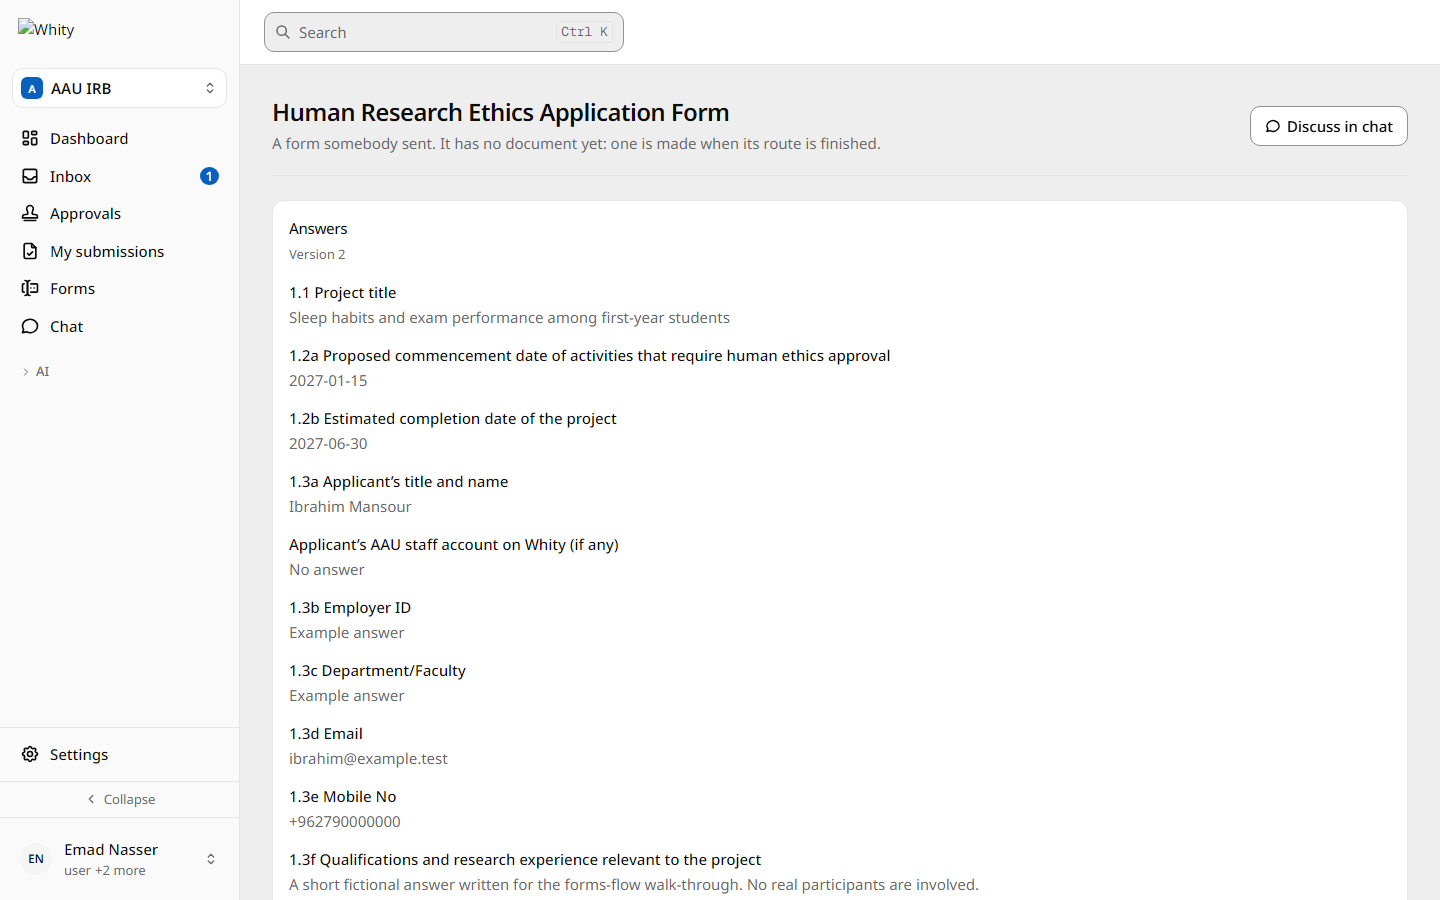 Whity
Search
Ctrl K
A
AAU IRB
Dashboard
Inbox
1
Approvals
My submissions
Forms
Chat
AI
Settings
Collapse
EN
Emad Nasser
user +2 more
Human Research Ethics Application Form
A form somebody sent. It has no document yet: one is made when its route is finished.
Discuss in chat
Answers
Version 2
1.1 Project title
Sleep habits and exam performance among first-year students
1.2a Proposed commencement date of activities that require human ethics approval
2027-01-15
1.2b Estimated completion date of the project
2027-06-30
1.3a Applicant’s title and name
Ibrahim Mansour
Applicant’s AAU staff account on Whity (if any)
No answer
1.3b Employer ID
Example answer
1.3c Department/Faculty
Example answer
1.3d Email
ibrahim@example.test
1.3e Mobile No
+962790000000
1.3f Qualifications and research experience relevant to the project
A short fictional answer written for the forms-flow walk-through. No real participants are involved.